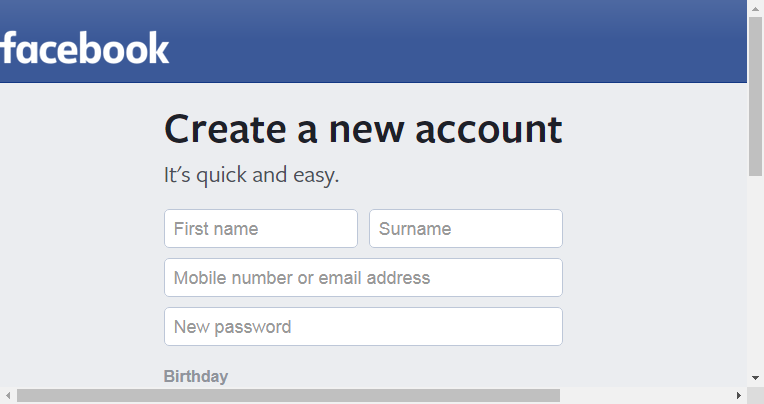 facebook
Create a new account
It's quick and easy.
First name Surname
Mobile number or email address
New password
Birthday